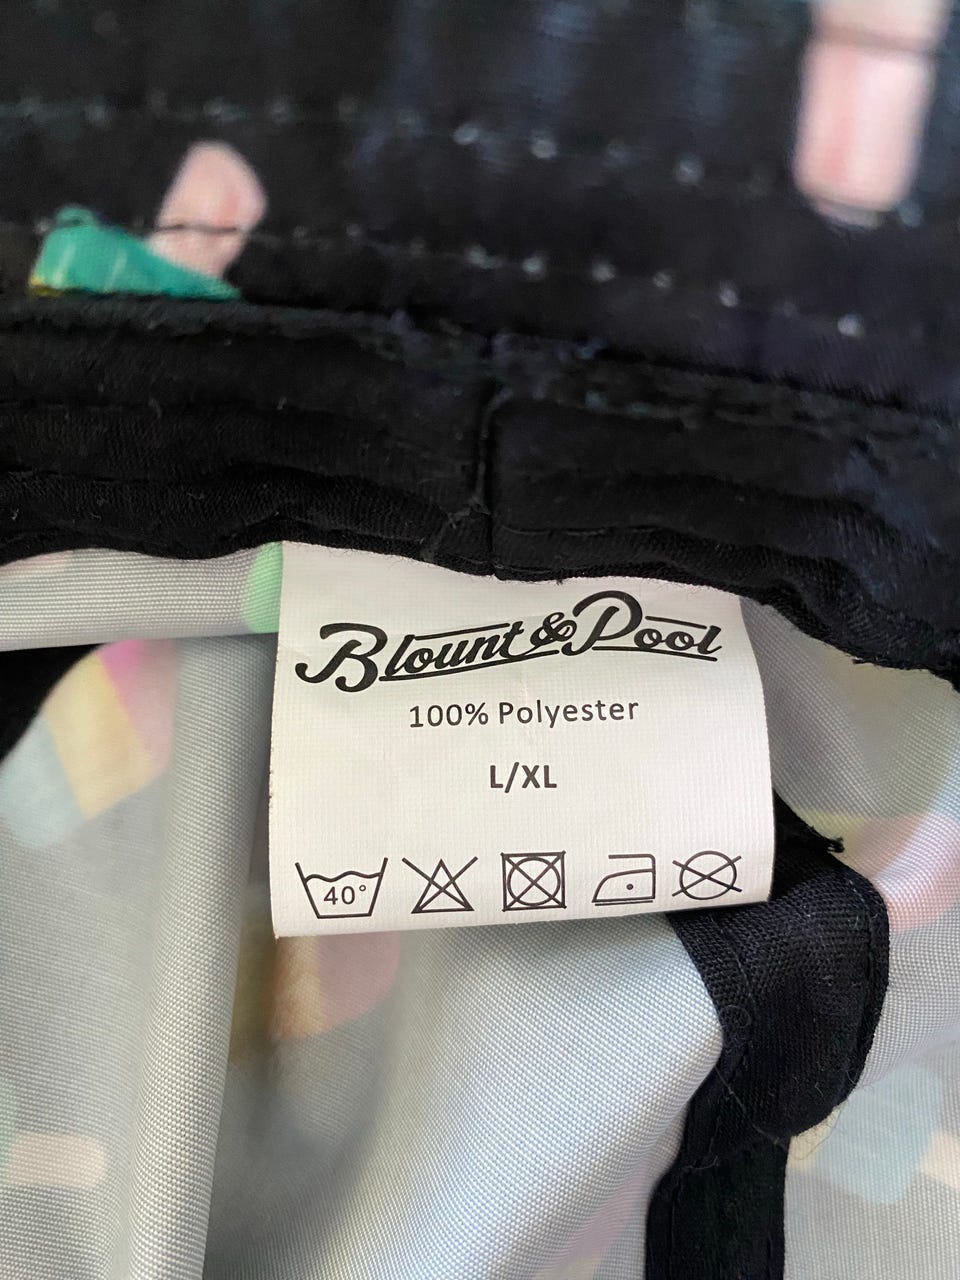 Blount & Pool
100% Polyester
L/XL
40°